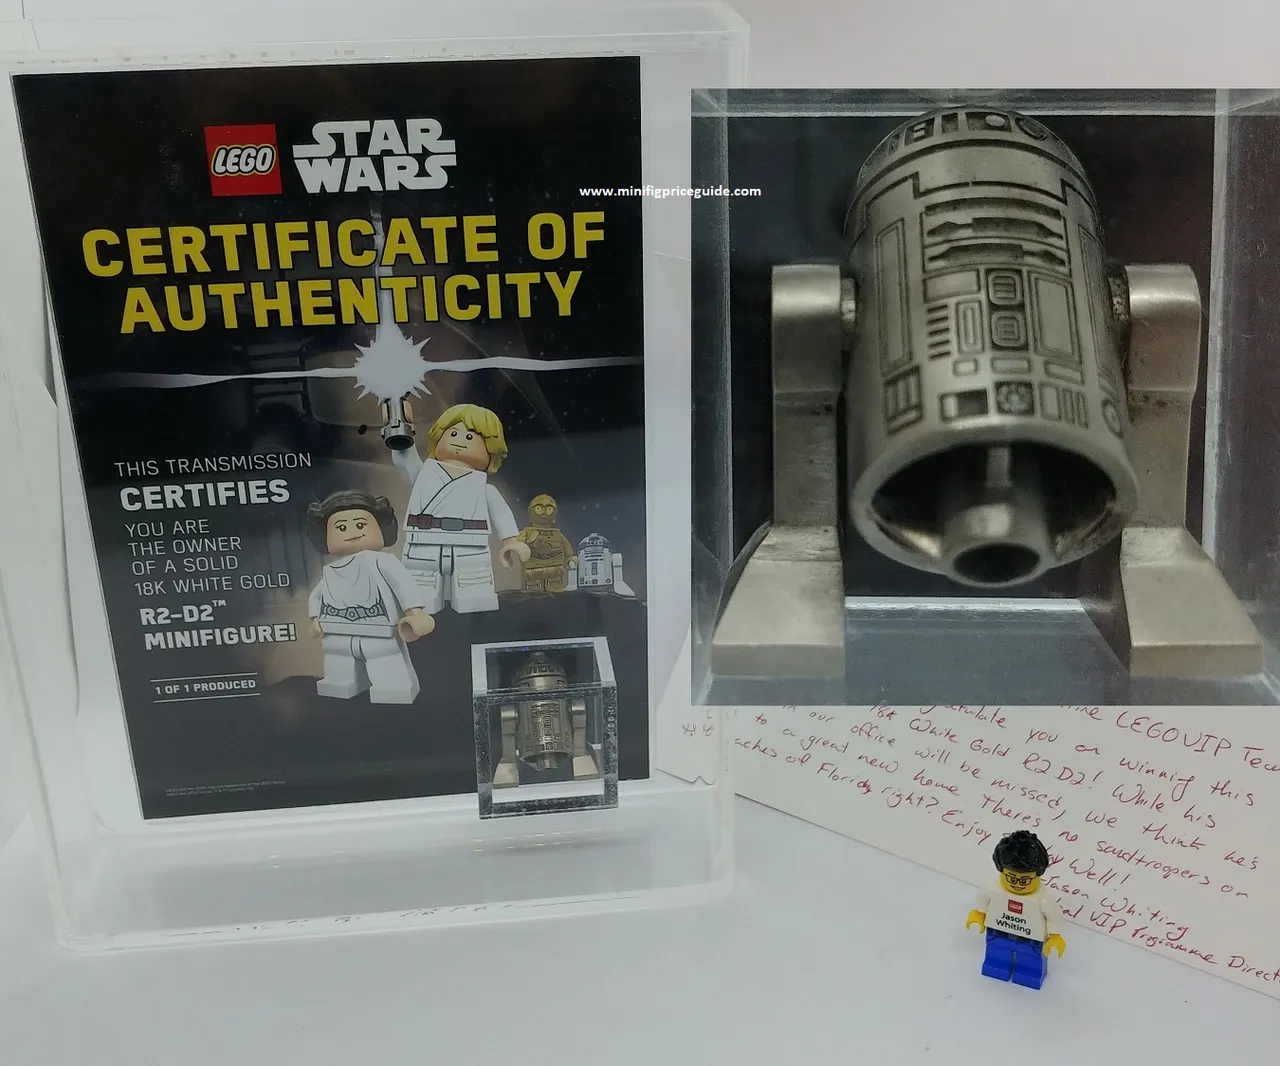 LEGO STAR WARS
CERTIFICATE OF
AUTHENTICITY
THIS TRANSMISSION
CERTIFIES
YOU ARE
THE OWNER
OF A SOLID
18K WHITE GOLD
R2-D2™
MINIFIGURE!
1 OF 1 PRODUCED
www.minifigpriceguide.com
LEGO VIP
you on winning this
18K White Gold R2D2! While his
in our office will be missed, we think he's
to a great new home. There's no sandtroopers on
of Florida right? Enjoy
Well!
Jason Whiting
VIP Programme
LEGO
Jason
Whiting